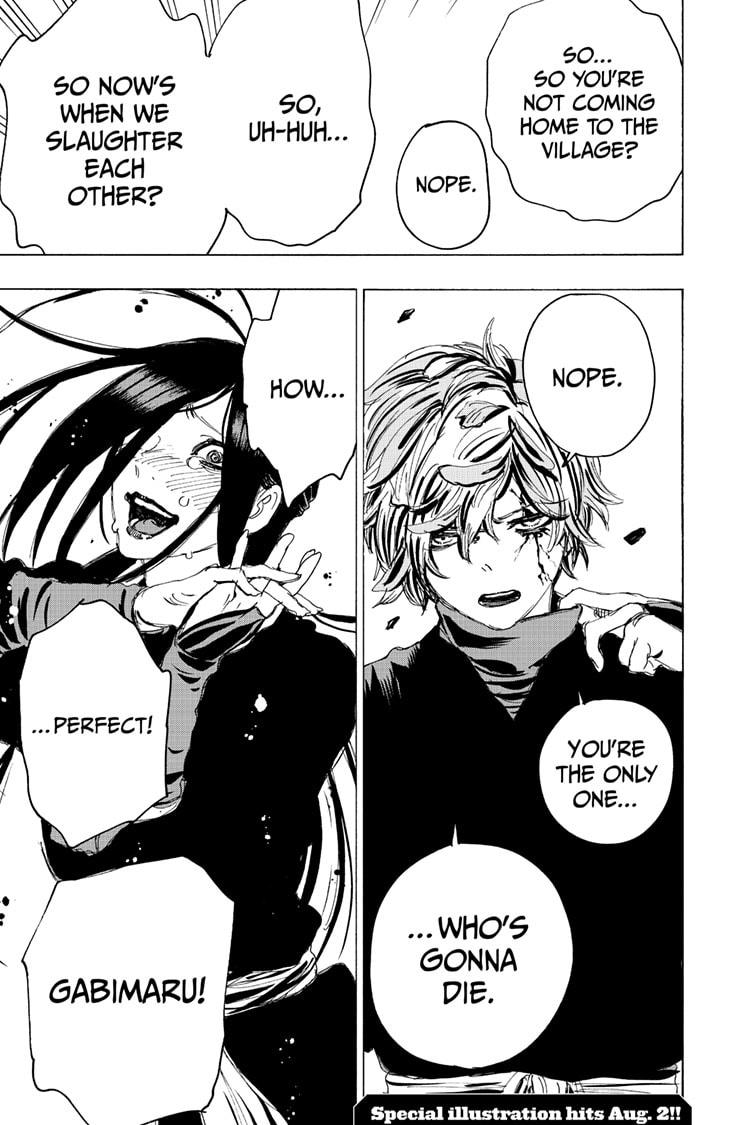 SO...
SO YOU'RE
NOT COMING
HOME TO THE
VILLAGE?
NOPE.
SO,
UH-HUH...
SO NOW'S
WHEN WE
SLAUGHTER
EACH
OTHER?
NOPE.
YOU'RE
THE ONLY
ONE...
...WHO'S
GONNA
DIE.
HOW...
...PERFECT!
GABIMARU!
Special illustration hits Aug. 2!!